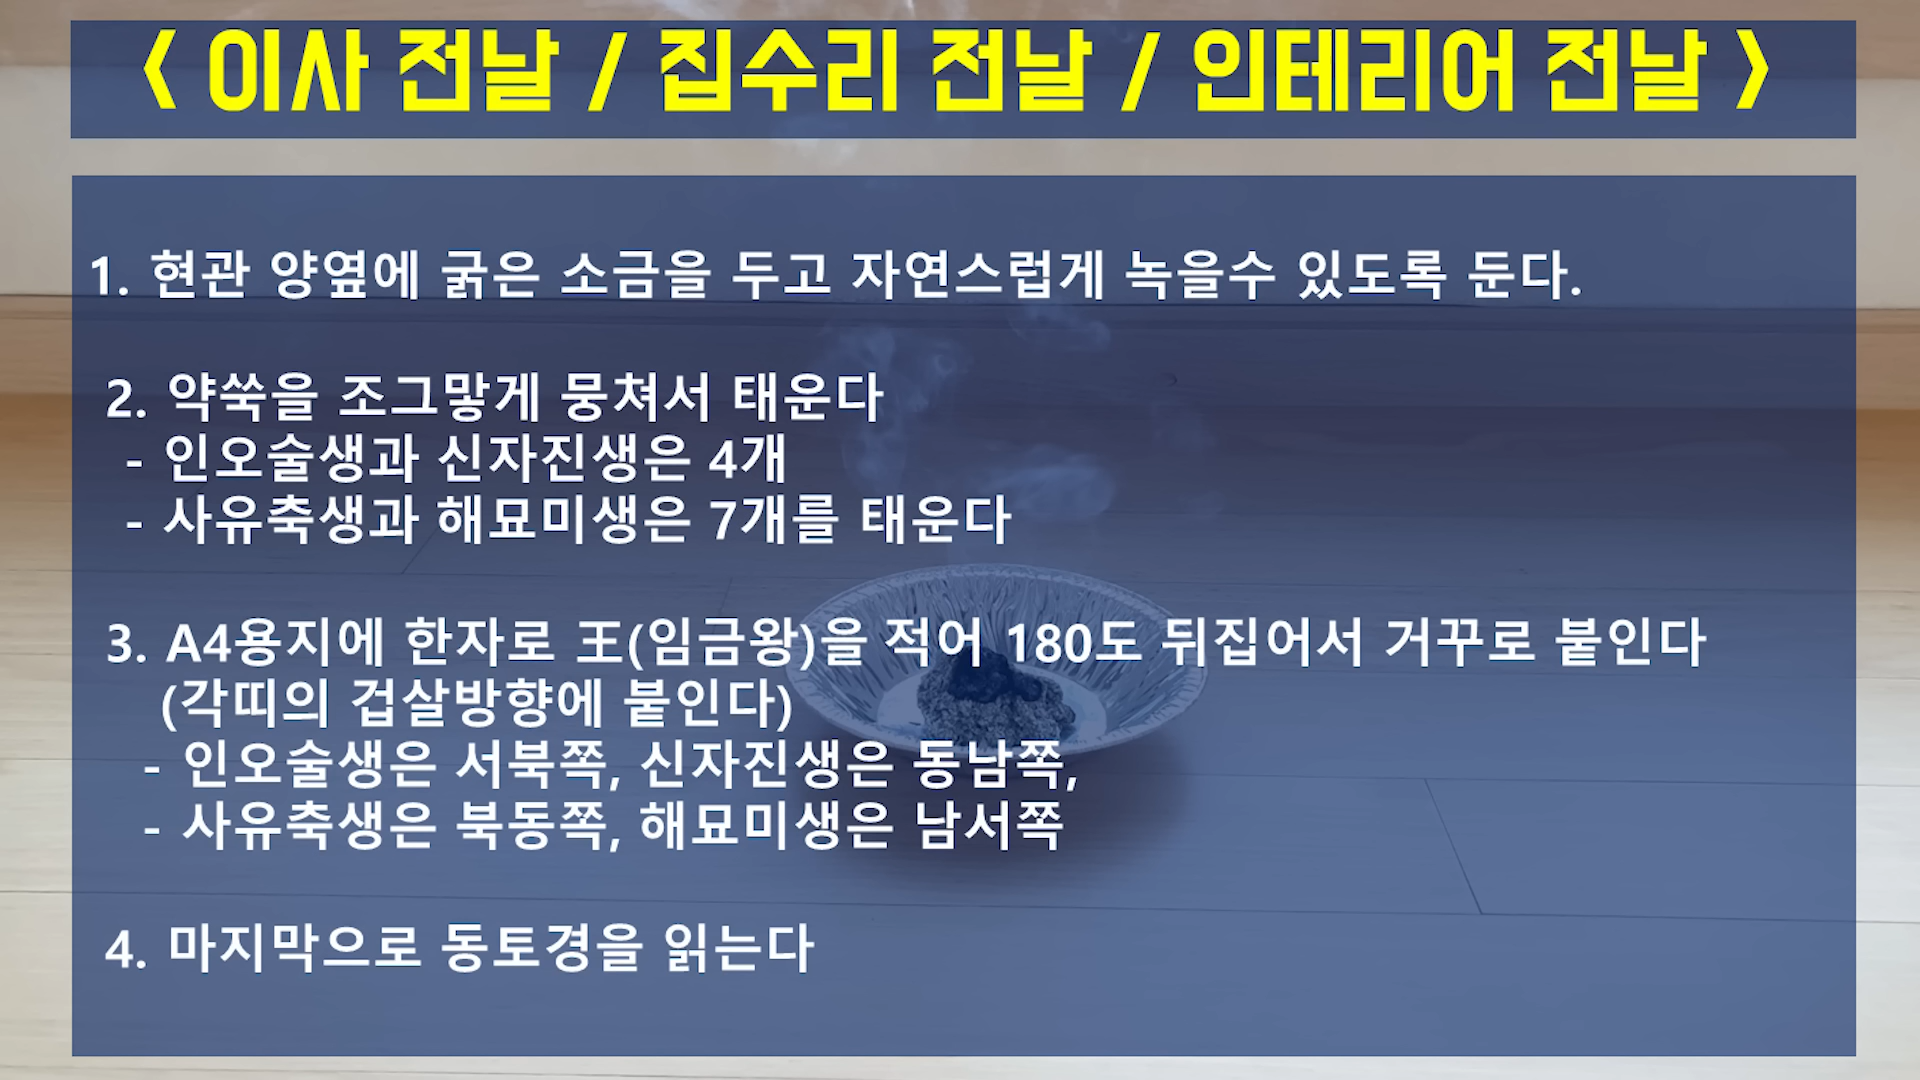 < 이사 전날 / 집수리 전날 / 인테리어 전날 >
1. 현관 양옆에 굵은 소금을 두고 자연스럽게 녹을수 있도록 둔다.
2. 약쑥을 조그맣게 뭉쳐서 태운다
- 인오술생과 신자진생은 4개
- 사유축생과 해묘미생은 7개를 태운다
3. A4용지에 한자로 王(임금왕)을 적어 180도 뒤집어서 거꾸로 붙인다
(각띠의 겁살방향에 붙인다)
- 인오술생은 서북쪽, 신자진생은 동남쪽,
- 사유축생은 북동쪽, 해묘미생은 남서쪽
4. 마지막으로 동토경을 읽는다